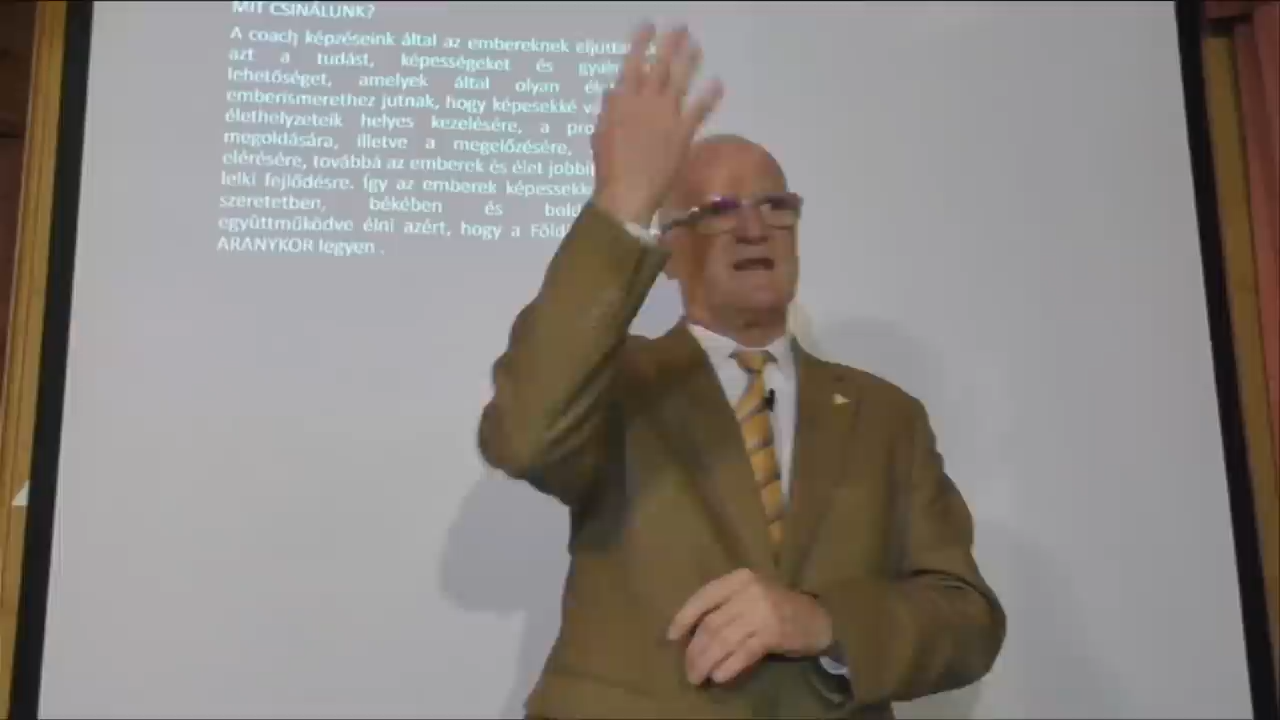 MIT CSINÁLUNK?
A coach képzéseink által az embereknek
azt a tudást, képességeket és
lehetőséget, amelyek által olyan
emberismerethez jutnak, hogy képesekké
élethelyzeteik helyes kezelésére, a
megoldására, illetve a megelőzésére,
elérésére, továbbá az emberek és élet
lelki fejlődésre. Így az emberek
szeretetben, békében és
együttműködve élni azért, hogy a
ARANYKOR legyen .